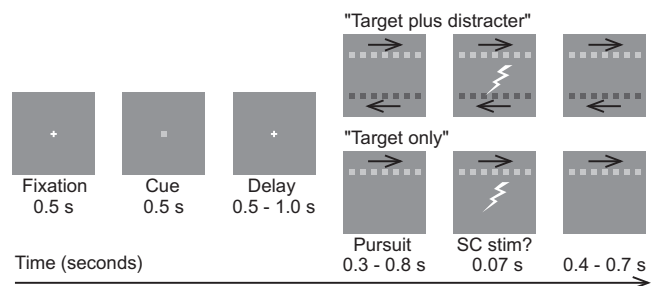 "Target plus distracter"
"Target only"
Fixation
0.5 s
Cue
0.5 s
Delay
0.5 - 1.0 s
Pursuit
0.3 - 0.8 s
SC stim?
0.07 s
0.4 - 0.7 s
Time (seconds)